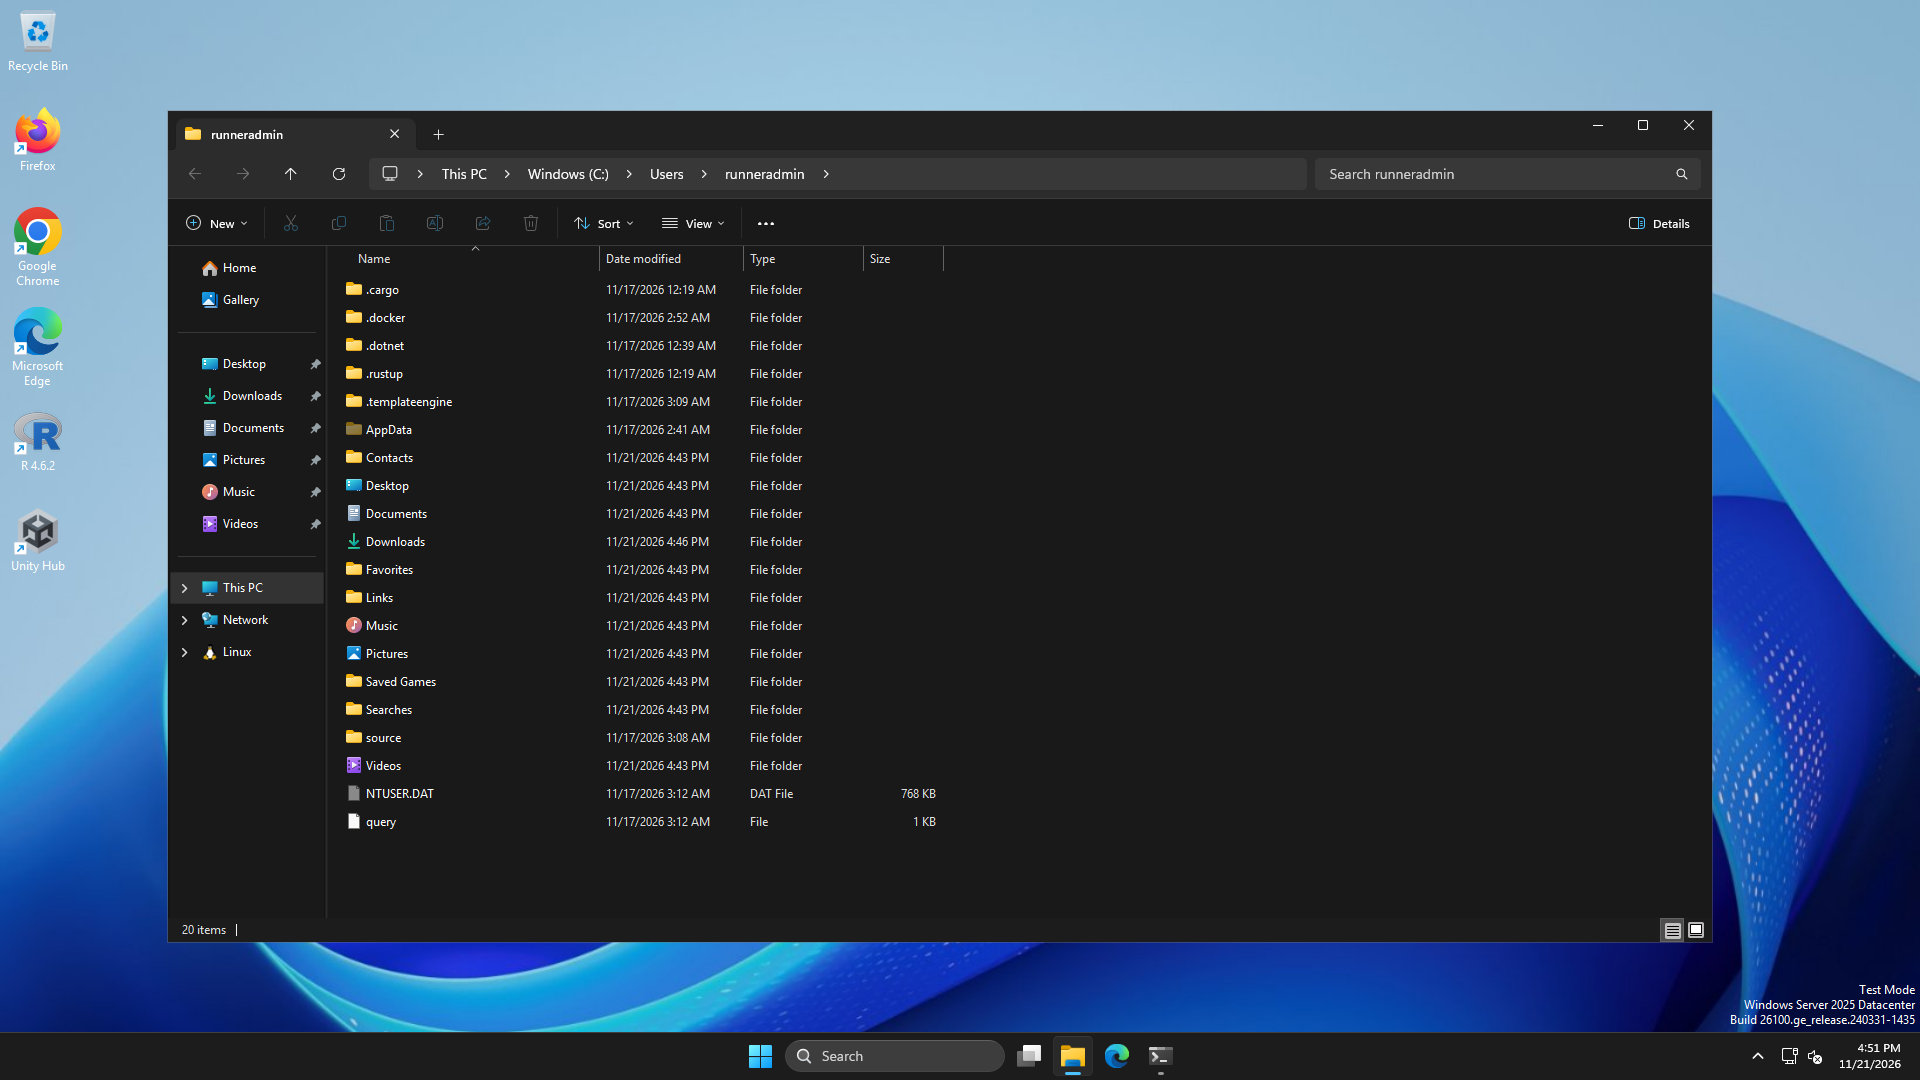 Recycle Bin
Firefox
Google
Chrome
Microsoft
Edge
R 4.6.2
Unity Hub
runneradmin
This PC
Windows (C:)
Users
runneradmin
Search runneradmin
New
Sort
View
Details
Home
Gallery
Desktop
Downloads
Documents
Pictures
Music
Videos
This PC
Network
Linux
Name Date modified Type Size
.cargo 11/17/2026 12:19 AM File folder
.docker 11/17/2026 2:52 AM File folder
.dotnet 11/17/2026 12:39 AM File folder
.rustup 11/17/2026 12:19 AM File folder
.templateengine 11/17/2026 3:09 AM File folder
AppData 11/17/2026 2:41 AM File folder
Contacts 11/21/2026 4:43 PM File folder
Desktop 11/21/2026 4:43 PM File folder
Documents 11/21/2026 4:43 PM File folder
Downloads 11/21/2026 4:46 PM File folder
Favorites 11/21/2026 4:43 PM File folder
Links 11/21/2026 4:43 PM File folder
Music 11/21/2026 4:43 PM File folder
Pictures 11/21/2026 4:43 PM File folder
Saved Games 11/21/2026 4:43 PM File folder
Searches 11/21/2026 4:43 PM File folder
source 11/17/2026 3:08 AM File folder
Videos 11/21/2026 4:43 PM File folder
NTUSER.DAT 11/17/2026 3:12 AM DAT File 768 KB
query 11/17/2026 3:12 AM File 1 KB
20 items
Test Mode
Windows Server 2025 Datacenter
Build 26100.ge_release.240331-1435
Search
4:51 PM
11/21/2026